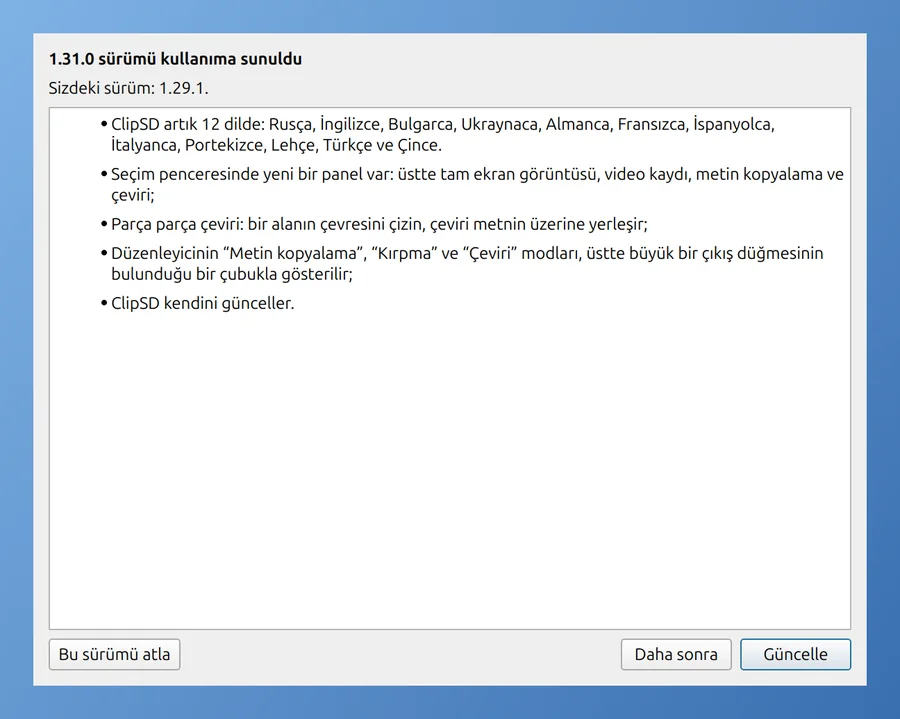 1.31.0 sürümü kullanıma sunuldu
Sizdeki sürüm: 1.29.1.
• ClipSD artık 12 dilde: Rusça, İngilizce, Bulgarca, Ukraynaca, Almanca, Fransızca, İspanyolca,
İtalyanca, Portekizce, Lehçe, Türkçe ve Çince.
• Seçim penceresinde yeni bir panel var: üstte tam ekran görüntüsü, video kaydı, metin kopyalama ve
çeviri;
• Parça parça çeviri: bir alanın çevresini çizin, çeviri metnin üzerine yerleşir;
• Düzenleyicinin “Metin kopyalama”, “Kırpma” ve “Çeviri” modları, üstte büyük bir çıkış düğmesinin
bulunduğu bir çubukla gösterilir;
• ClipSD kendini günceller.
Bu sürümü atla
Daha sonra
Güncelle